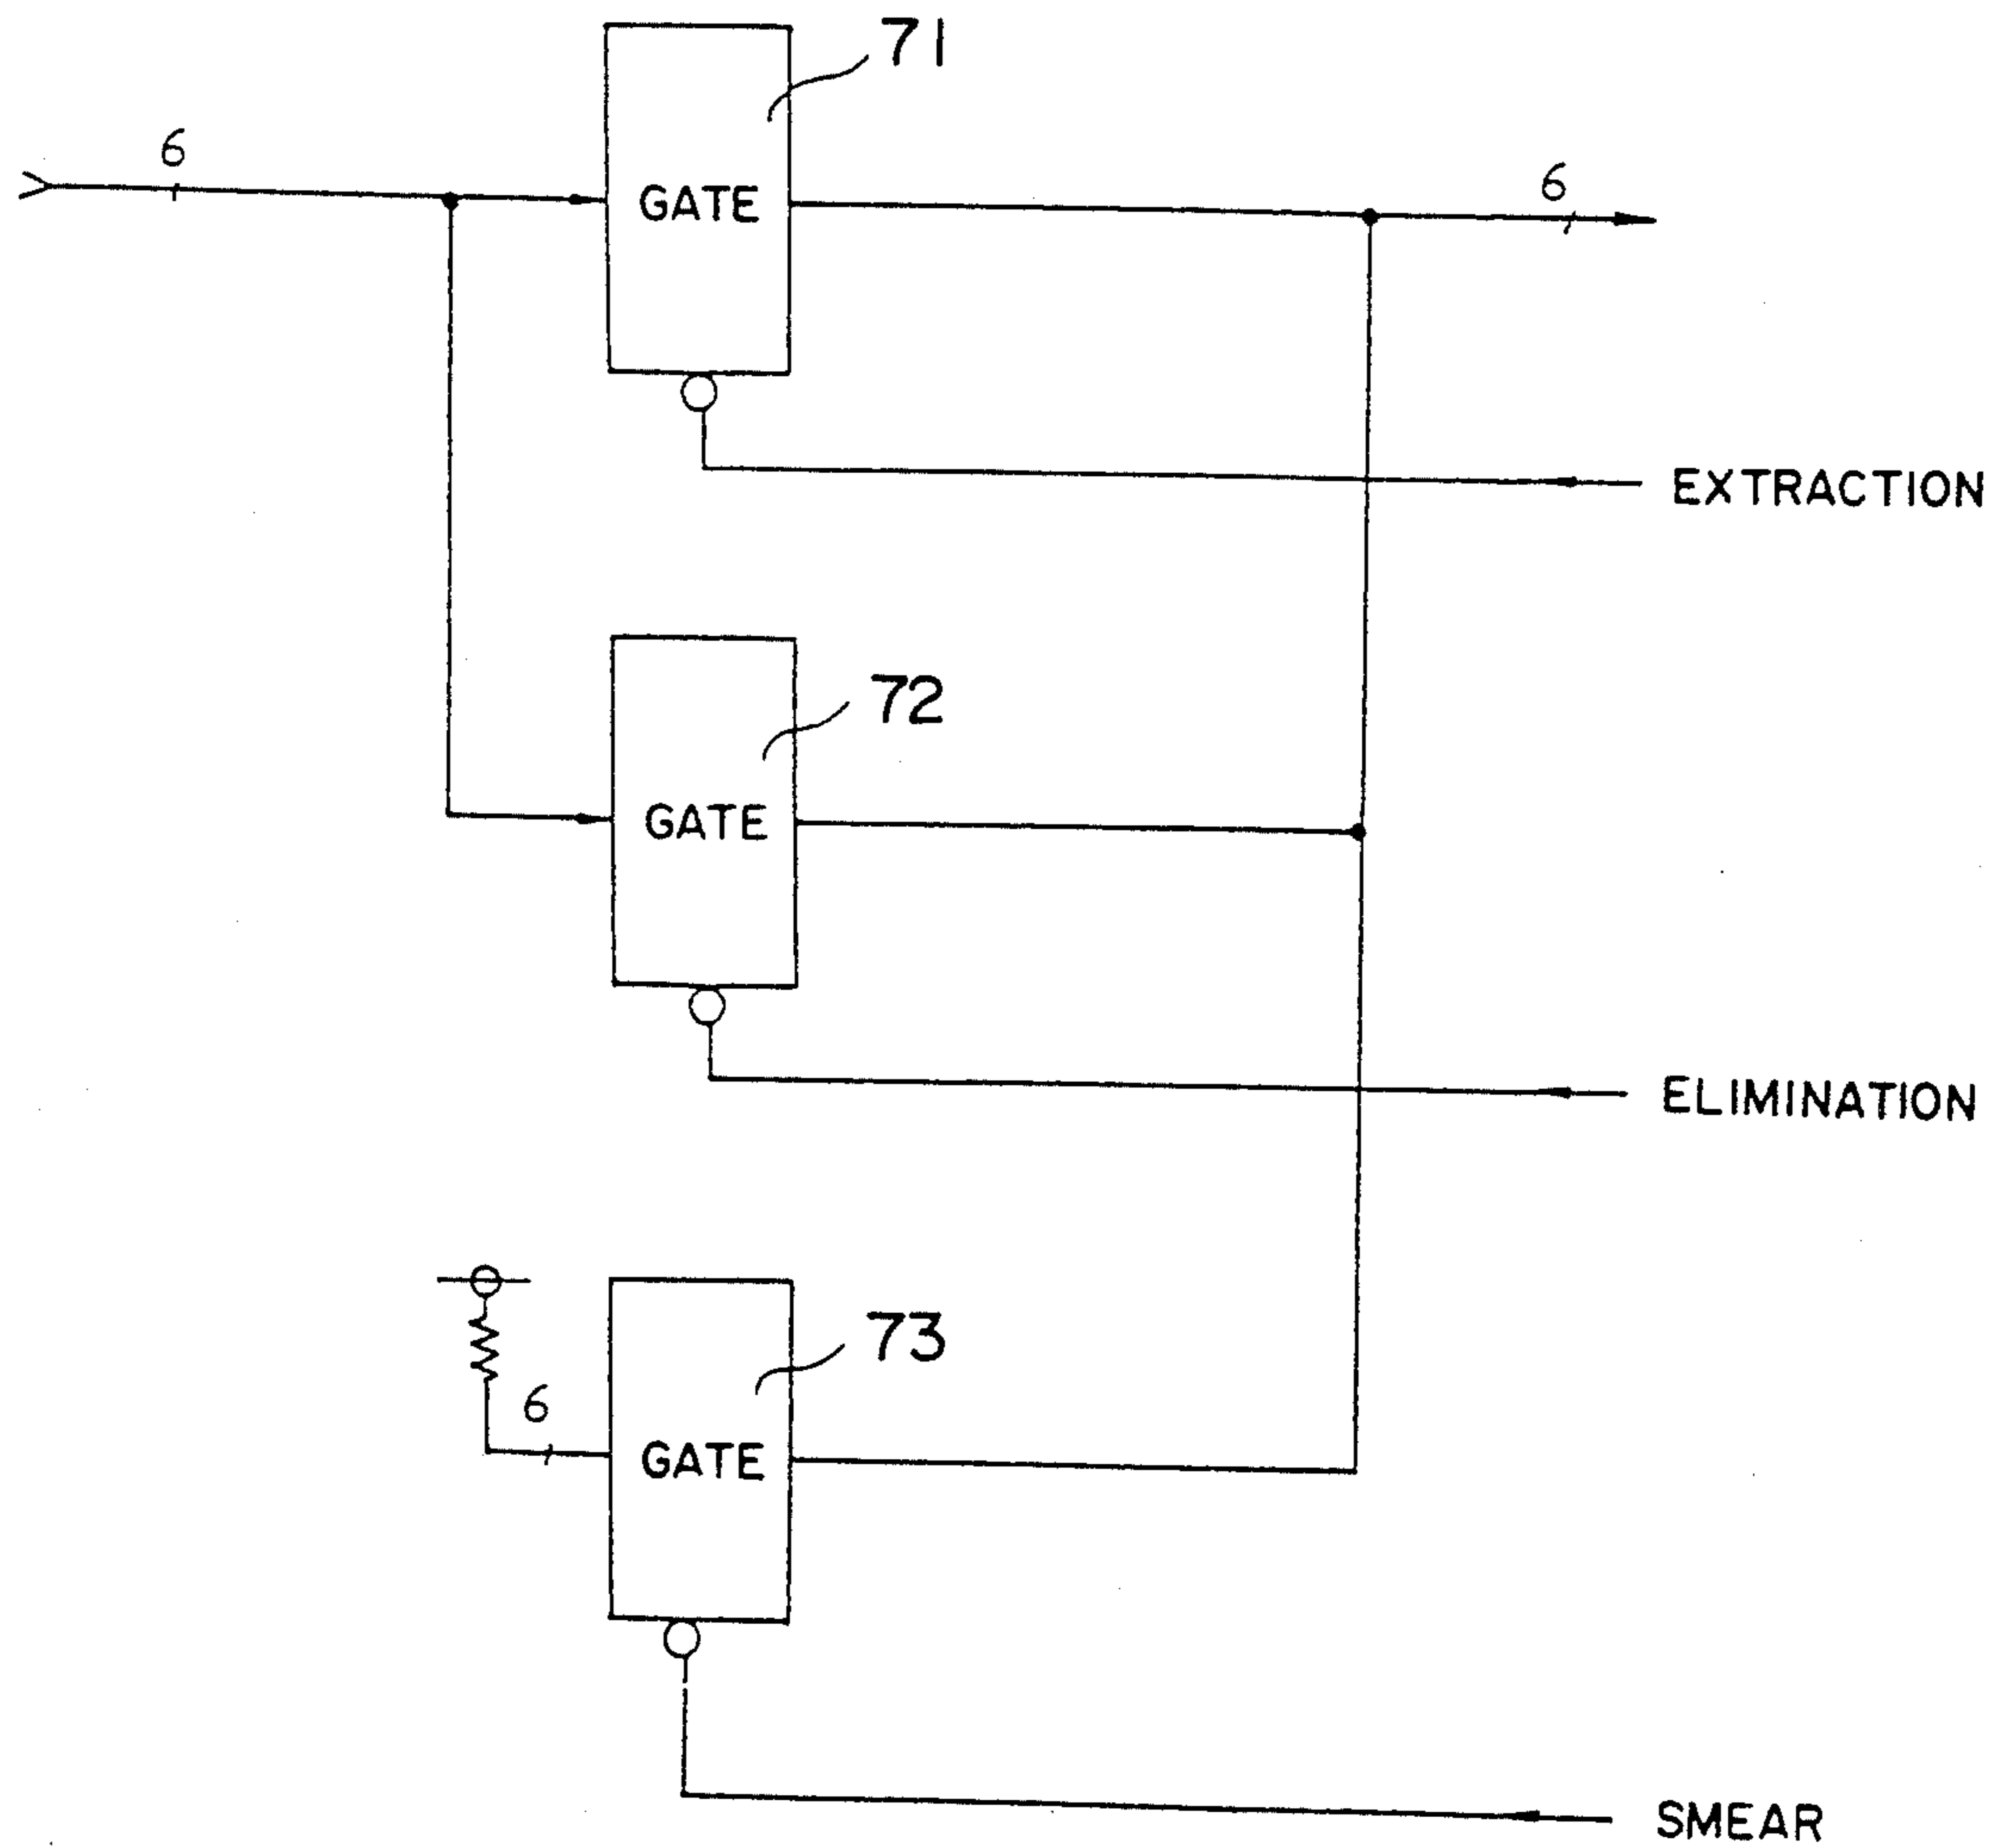 71
6
6
GATE
EXTRACTION
72
GATE
ELIMINATION
73
6
GATE
SMEAR